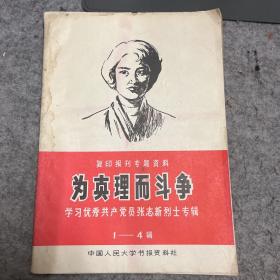 复印报刊专题资料
为真理而斗争
学习优秀共产党员张志新烈士专辑
1—4辑
中国人民大学书报资料社